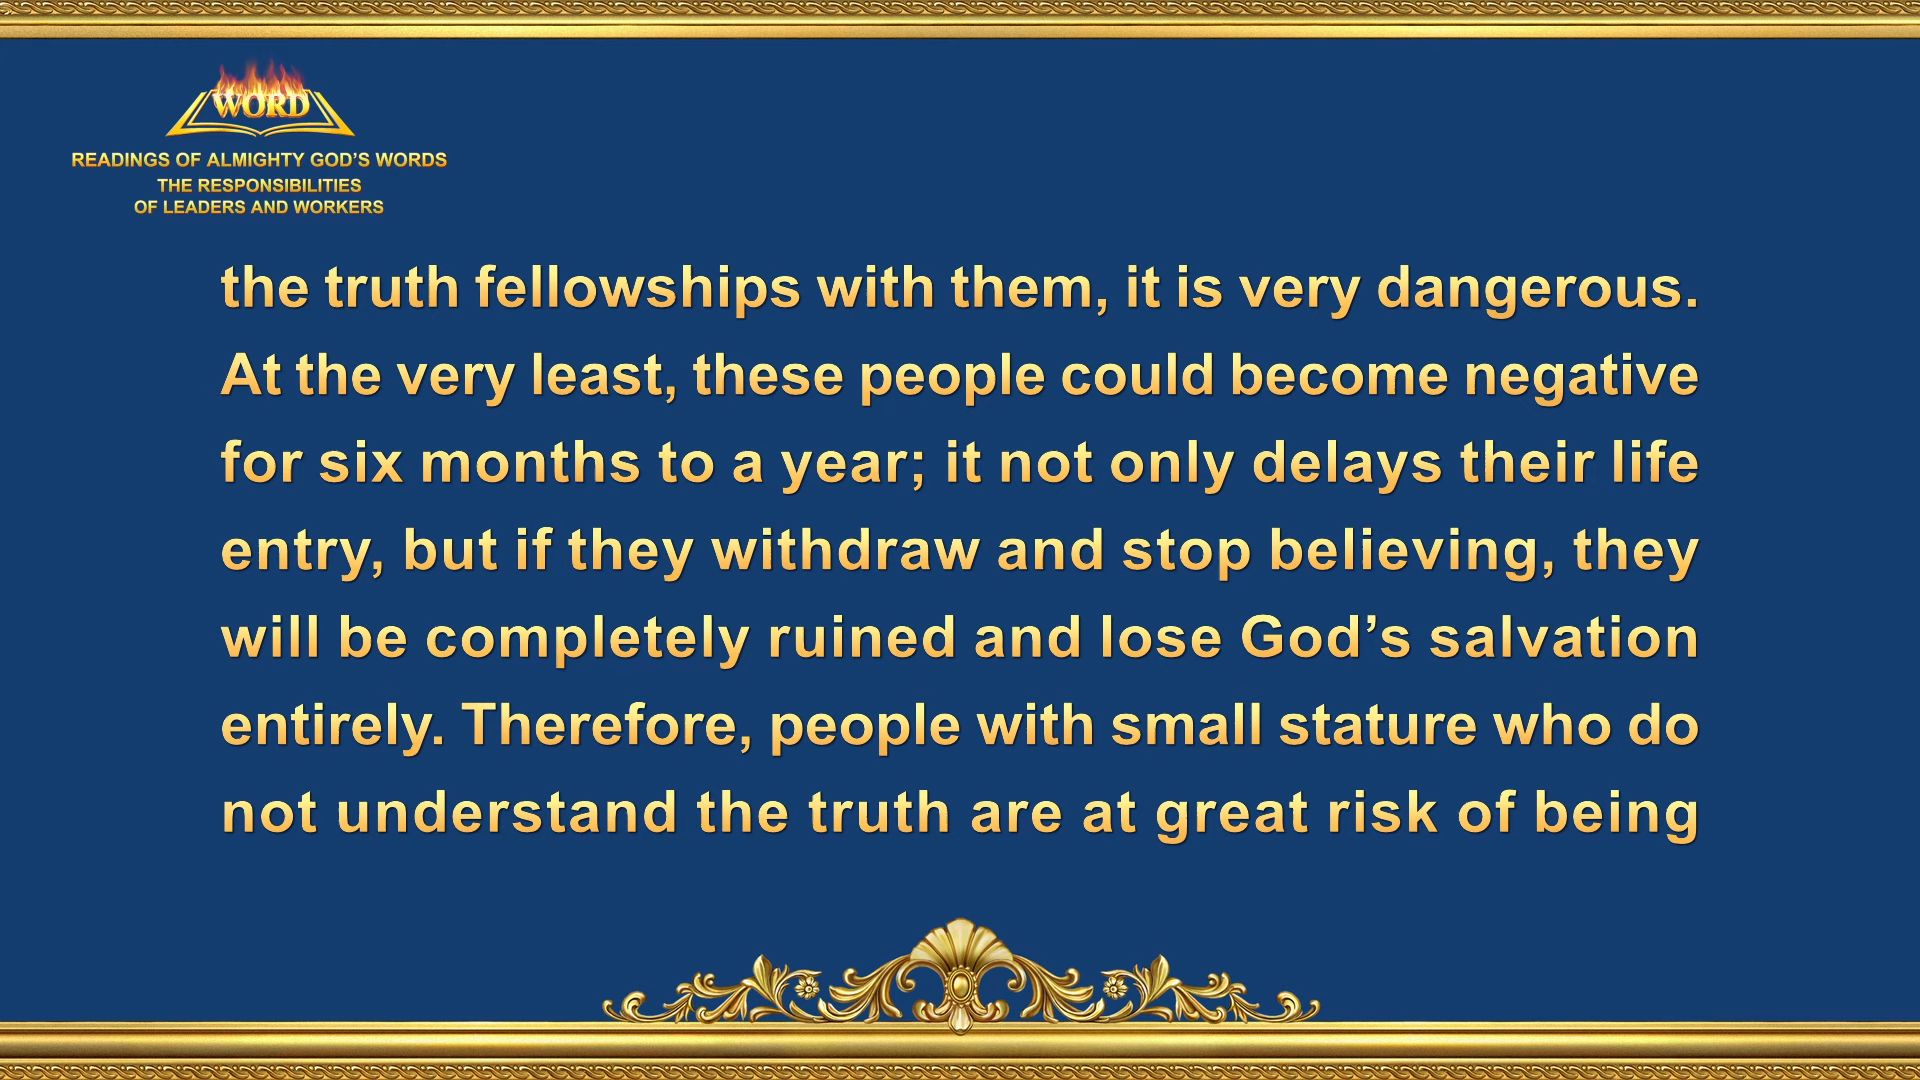 WORD
READINGS OF ALMIGHTY GOD’S WORDS
THE RESPONSIBILITIES
OF LEADERS AND WORKERS
the truth fellowships with them, it is very dangerous.
At the very least, these people could become negative
for six months to a year; it not only delays their life
entry, but if they withdraw and stop believing, they
will be completely ruined and lose God’s salvation
entirely. Therefore, people with small stature who do
not understand the truth are at great risk of being